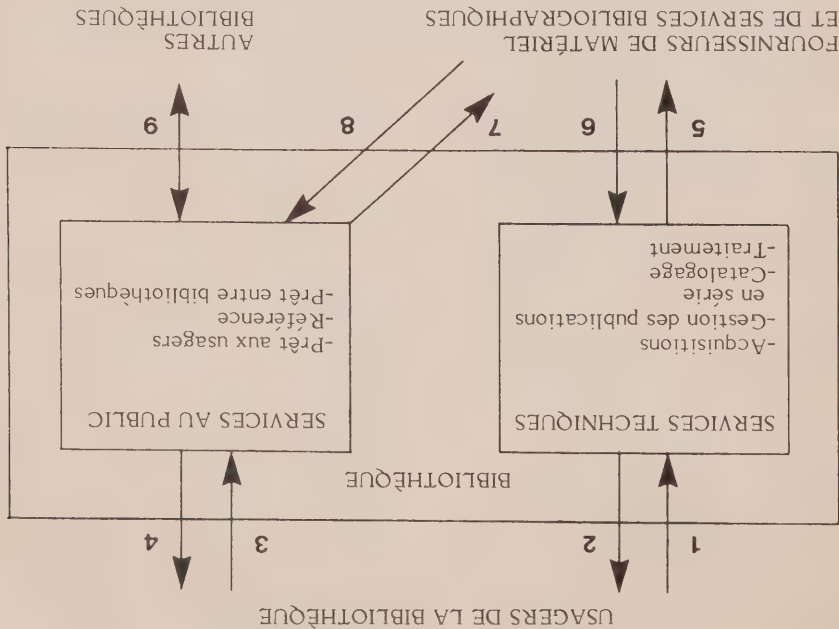 USAGERS DE LA BIBLIOTHÈQUE
1 2 3 4
BIBLIOTHÈQUE
SERVICES TECHNIQUES
-Acquisitions
-Gestion des publications
en série
-Catalogage
-Traitement
SERVICES AU PUBLIC
-Prêt aux usagers
-Référence
-Prêt entre bibliothèques
5 6 7 8 9
FOURNISSEURS DE MATÉRIEL
ET DE SERVICES BIBLIOGRAPHIQUES
AUTRES
BIBLIOTHÈQUES